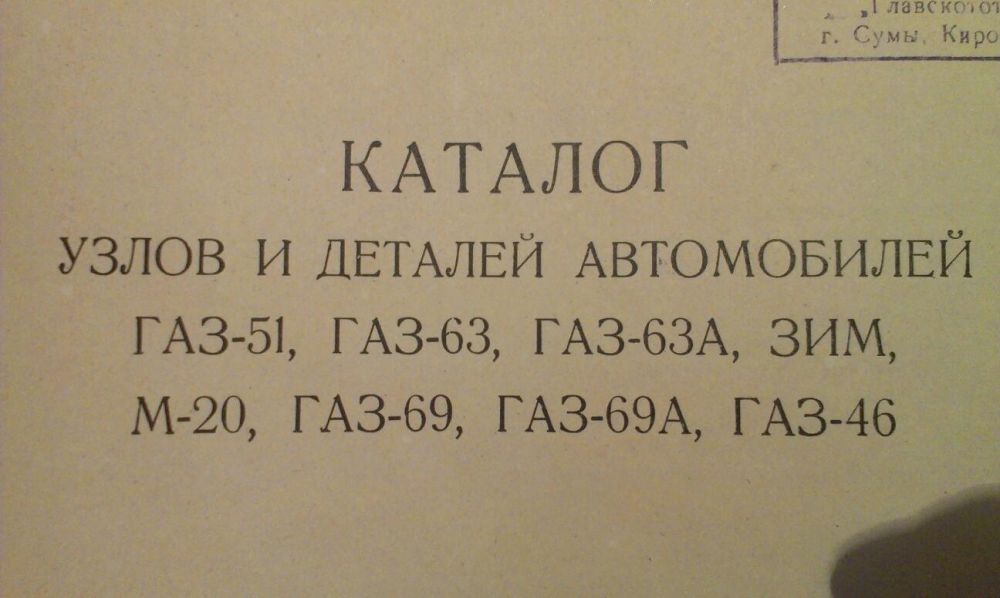 г. Сумы, Киро
КАТАЛОГ
УЗЛОВ И ДЕТАЛЕЙ АВТОМОБИЛЕЙ
ГАЗ-51, ГАЗ-63, ГАЗ-63А, ЗИМ,
М-20, ГАЗ-69, ГАЗ-69А, ГАЗ-46